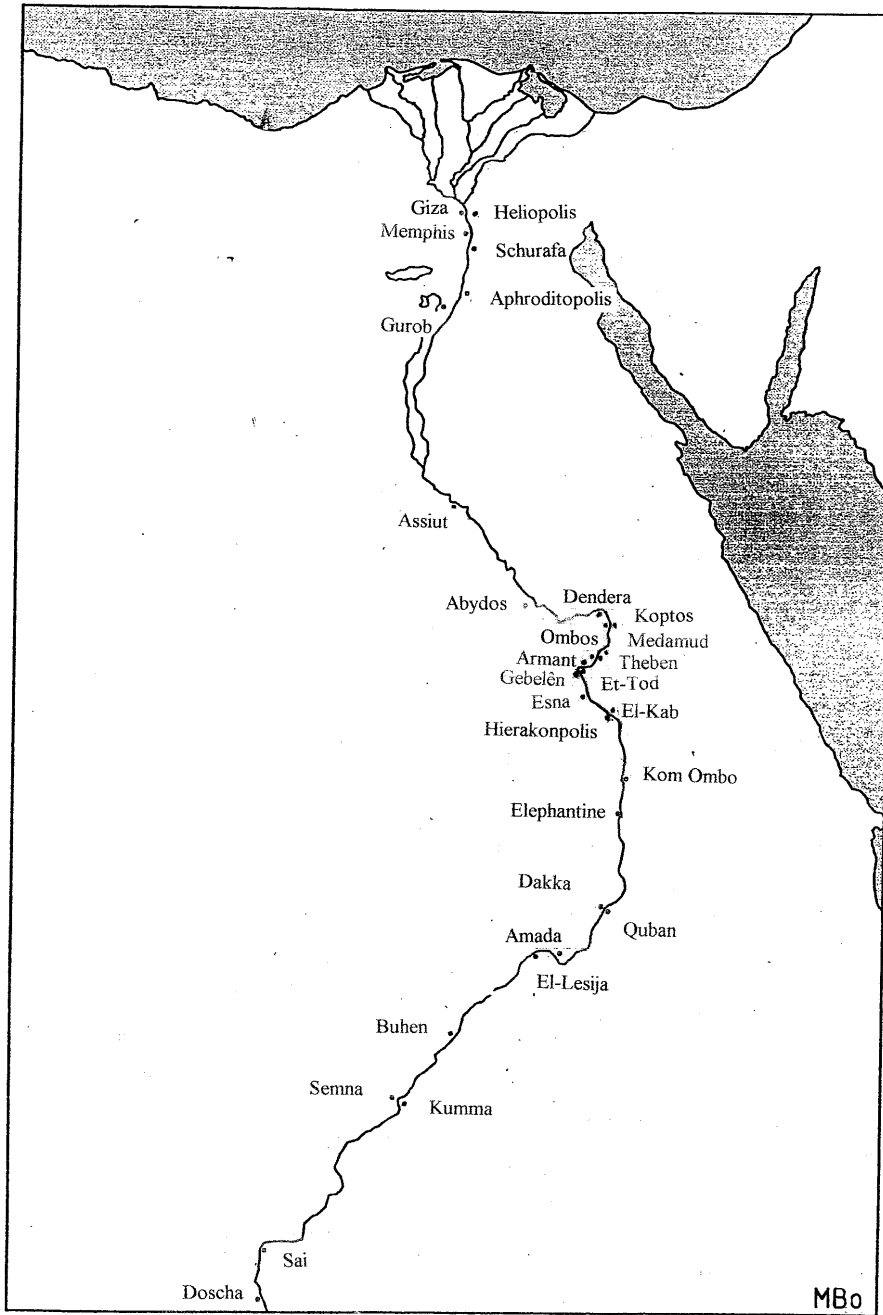 Giza
Heliopolis
Memphis
Schurafa
Aphroditopolis
Gurob
Assiut
Abydos
Dendera
Koptos
Ombos
Medamud
Armant
Theben
Gebelên
Et-Tod
Esna
El-Kab
Hierakonpolis
Kom Ombo
Elephantine
Dakka
Quban
Amada
El-Lesija
Buhen
Semna
Kumma
Sai
Doscha
MBo